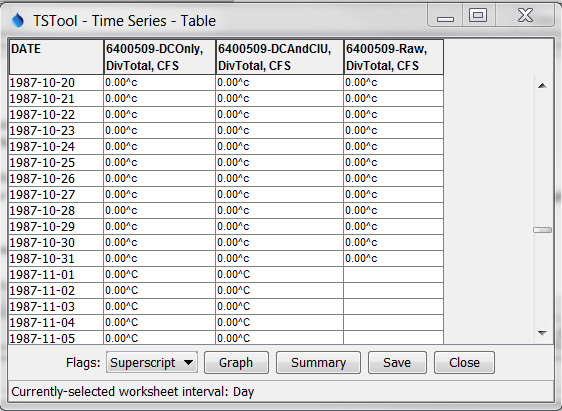 TSTool - Time Series - Table
DATE 6400509-DCOnly, DivTotal, CFS 6400509-DCAndCIU, DivTotal, CFS 6400509-Raw, DivTotal, CFS
1987-10-20 0.00^c 0.00^c 0.00^c
1987-10-21 0.00^c 0.00^c 0.00^c
1987-10-22 0.00^c 0.00^c 0.00^c
1987-10-23 0.00^c 0.00^c 0.00^c
1987-10-24 0.00^c 0.00^c 0.00^c
1987-10-25 0.00^c 0.00^c 0.00^c
1987-10-26 0.00^c 0.00^c 0.00^c
1987-10-27 0.00^c 0.00^c 0.00^c
1987-10-28 0.00^c 0.00^c 0.00^c
1987-10-29 0.00^c 0.00^c 0.00^c
1987-10-30 0.00^c 0.00^c 0.00^c
1987-10-31 0.00^c 0.00^c 0.00^c
1987-11-01 0.00^C 0.00^C
1987-11-02 0.00^C 0.00^C
1987-11-03 0.00^C 0.00^C
1987-11-04 0.00^C 0.00^C
1987-11-05 0.00^C 0.00^C
Flags: Superscript Graph Summary Save Close
Currently-selected worksheet interval: Day